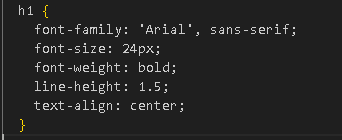 h1 {
  font-family: 'Arial', sans-serif;
  font-size: 24px;
  font-weight: bold;
  line-height: 1.5;
  text-align: center;
}